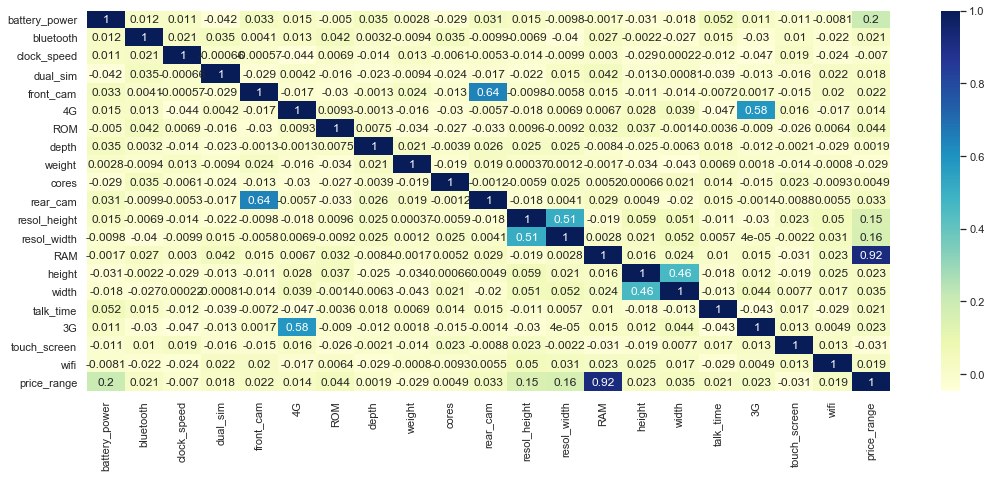 battery_power 1 0.012 0.011 -0.042 0.033 0.015 -0.005 0.035 0.0028 -0.029 0.031 0.015 -0.0098 -0.0017 -0.031 -0.018 0.052 0.011 -0.011 -0.0081 0.2
bluetooth 0.012 1 0.021 0.035 0.0041 0.013 0.042 0.0032 -0.0094 0.035 -0.0099 -0.0069 -0.04 0.027 -0.0022 -0.027 0.015 -0.03 0.01 -0.022 0.021
clock_speed 0.011 0.021 1 -0.00066 -0.00057 -0.044 0.0069 -0.014 0.013 -0.0061 -0.0053 -0.014 -0.0099 0.003 -0.029 0.00022 -0.012 -0.047 0.019 -0.024 -0.007
dual_sim -0.042 0.035 -0.00066 1 -0.029 0.0042 -0.016 -0.023 -0.0094 -0.024 -0.017 -0.022 0.015 0.042 -0.013 -0.00081 -0.039 -0.013 -0.016 0.022 0.018
front_cam 0.033 0.0041 -0.00057 -0.029 1 -0.017 -0.03 -0.0013 0.024 -0.013 0.64 -0.0098 -0.0058 0.015 -0.011 -0.014 -0.0072 0.0017 -0.015 0.02 0.022
4G 0.015 0.013 -0.044 0.0042 -0.017 1 0.0093 -0.0013 -0.016 -0.03 -0.0057 -0.018 0.0069 0.0067 0.028 0.039 -0.047 0.58 0.016 -0.017 0.014
ROM -0.005 0.042 0.0069 -0.016 -0.03 0.0093 1 0.0075 -0.034 -0.027 -0.033 0.0096 -0.0092 0.032 0.037 -0.0014 -0.0036 -0.009 -0.026 0.0064 0.044
depth 0.035 0.0032 -0.014 -0.023 -0.0013 -0.0013 0.0075 1 0.021 -0.0039 0.026 0.025 0.025 -0.0084 -0.025 -0.0063 0.018 -0.012 -0.0021 -0.029 0.0019
weight 0.0028 -0.0094 0.013 -0.0094 0.024 -0.016 -0.034 0.021 1 -0.019 0.019 0.00037 0.0012 -0.0017 -0.034 -0.043 0.0069 0.0018 -0.014 -0.0008 -0.029
cores -0.029 0.035 -0.0061 -0.024 -0.013 -0.03 -0.027 -0.0039 -0.019 1 -0.0012 -0.0059 0.025 0.0052 0.00066 0.021 0.014 -0.015 0.023 -0.0093 0.0049
rear_cam 0.031 -0.0099 -0.0053 -0.017 0.64 -0.0057 -0.033 0.026 0.019 -0.0012 1 -0.018 0.0041 0.029 0.0049 -0.02 0.015 -0.0014 -0.0088 0.0055 0.033
resol_height 0.015 -0.0069 -0.014 -0.022 -0.0098 -0.018 0.0096 0.025 0.00037 -0.0059 -0.018 1 0.51 -0.019 0.059 0.051 -0.011 -0.03 0.023 0.05 0.15
resol_width -0.0098 -0.04 -0.0099 0.015 -0.0058 0.0069 -0.0092 0.025 0.0012 0.025 0.0041 0.51 1 0.0028 0.021 0.052 0.0057 4e-05 -0.0022 0.031 0.16
RAM -0.0017 0.027 0.003 0.042 0.015 0.0067 0.032 -0.0084 -0.0017 0.0052 0.029 -0.019 0.0028 1 0.016 0.024 0.01 0.015 -0.031 0.023 0.92
height -0.031 -0.0022 -0.029 -0.013 -0.011 0.028 0.037 -0.025 -0.034 0.00066 0.0049 0.059 0.021 0.016 1 0.46 -0.018 0.012 -0.019 0.025 0.023
width -0.018 -0.027 0.00022 -0.00081 -0.014 0.039 -0.0014 -0.0063 -0.043 0.021 -0.02 0.051 0.052 0.024 0.46 1 -0.013 0.044 0.0077 0.017 0.035
talk_time 0.052 0.015 -0.012 -0.039 -0.0072 -0.047 -0.0036 0.018 0.0069 0.014 0.015 -0.011 0.0057 0.01 -0.018 -0.013 1 -0.043 0.017 -0.029 0.021
3G 0.011 -0.03 -0.047 -0.013 0.0017 0.58 -0.009 -0.012 0.0018 -0.015 -0.0014 -0.03 4e-05 0.015 0.012 0.044 -0.043 1 0.013 0.0049 0.023
touch_screen -0.011 0.01 0.019 -0.016 -0.015 0.016 -0.026 -0.0021 -0.014 0.023 -0.0088 0.023 -0.0022 -0.031 -0.019 0.0077 0.017 0.013 1 0.013 -0.031
wifi -0.0081 -0.022 -0.024 0.022 0.02 -0.017 0.0064 -0.029 -0.0008 -0.0093 0.0055 0.05 0.031 0.023 0.025 0.017 -0.029 0.0049 0.013 1 0.019
price_range 0.2 0.021 -0.007 0.018 0.022 0.014 0.044 0.0019 -0.029 0.0049 0.033 0.15 0.16 0.92 0.023 0.035 0.021 0.023 -0.031 0.019 1
battery_power
bluetooth
clock_speed
dual_sim
front_cam
4G
ROM
depth
weight
cores
rear_cam
resol_height
resol_width
RAM
height
width
talk_time
3G
touch_screen
wifi
price_range
1.0
0.8
0.6
0.4
0.2
0.0